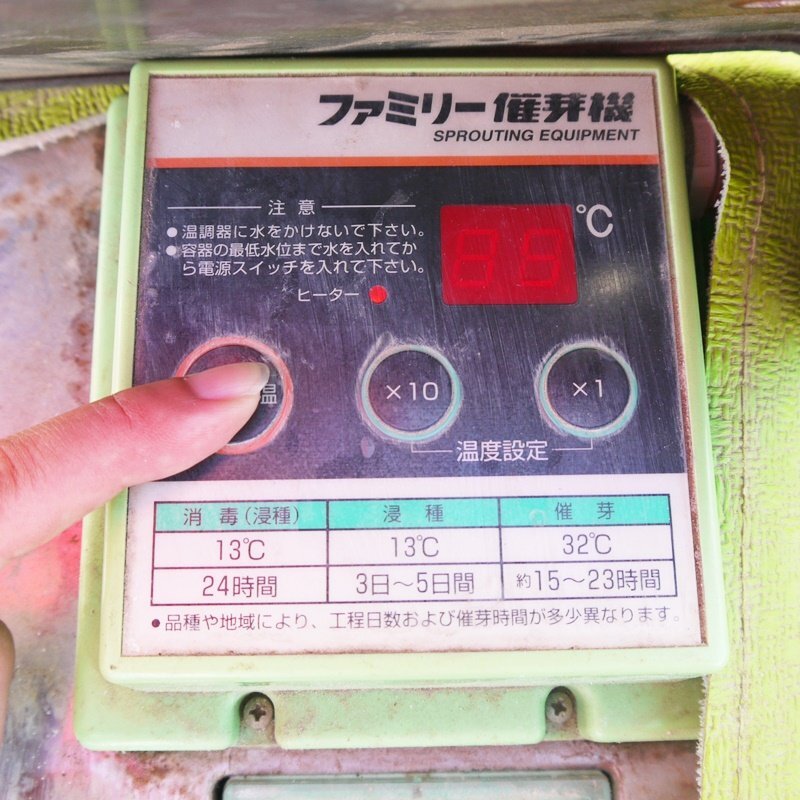 ファミリー催芽機
SPROUTING EQUIPMENT
注意
●温調器に水をかけないで下さい。
●容器の最低水位まで水を入れてか
ら電源スイッチを入れて下さい。
℃
ヒーター
温
×10
×1
温度設定
消毒(浸種) 浸種 催芽
13℃ 13℃ 32℃
24時間 3日～5日間 約15～23時間
●品種や地域により、工程日数および催芽時間が多少異なります。